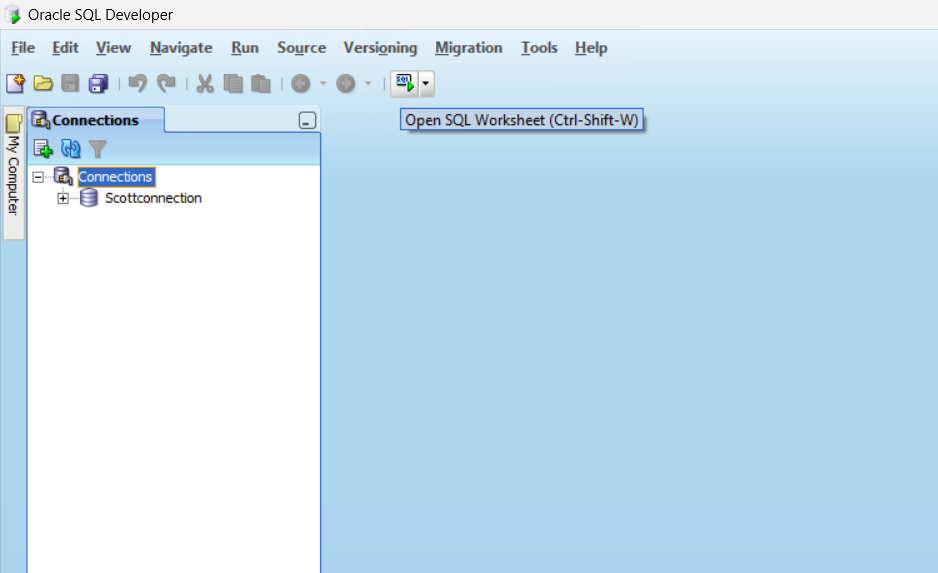 Oracle SQL Developer
File Edit View Navigate Run Source Versioning Migration Tools Help
SQL
Open SQL Worksheet (Ctrl-Shift-W)
My Computer
Connections
Connections
Scottconnection